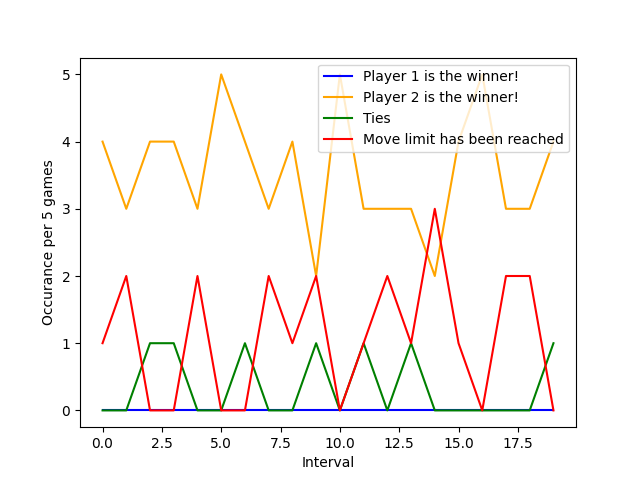 Player 1 is the winner!
Player 2 is the winner!
Ties
Move limit has been reached
Occurance per 5 games
5
4
3
2
1
0
0.0 2.5 5.0 7.5 10.0 12.5 15.0 17.5
Interval